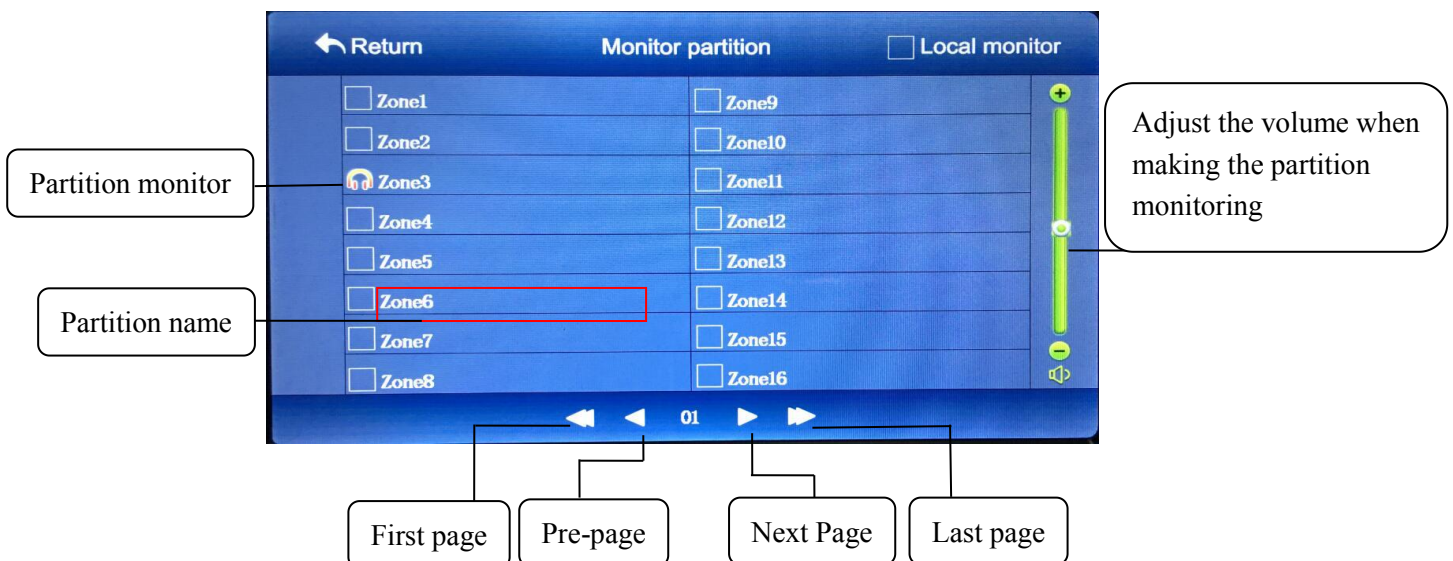 Return
Monitor partition
Local monitor
Zone1
Zone2
Zone3
Zone4
Zone5
Zone6
Zone7
Zone8
Zone9
Zone10
Zone11
Zone12
Zone13
Zone14
Zone15
Zone16
01
Partition monitor
Partition name
Adjust the volume when
making the partition
monitoring
First page
Pre-page
Next Page
Last page